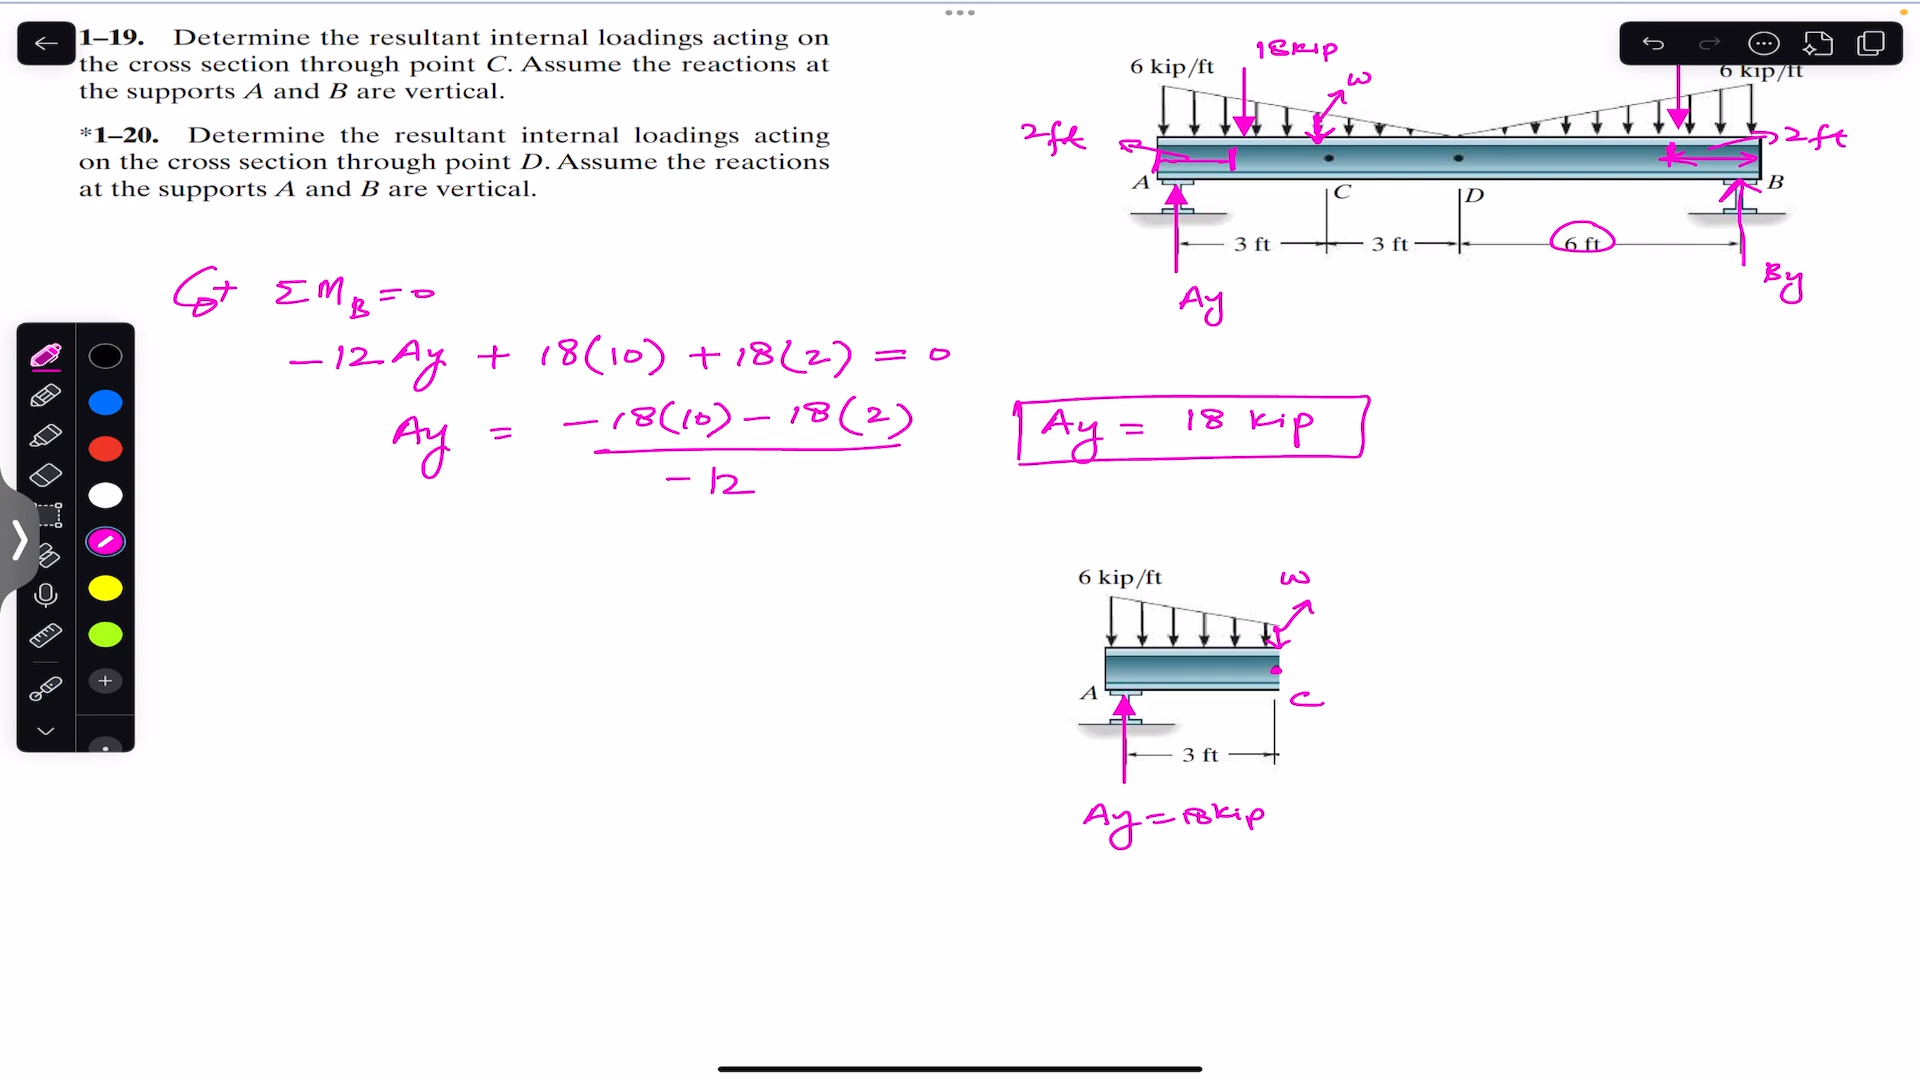 1–19. Determine the resultant internal loadings acting on
the cross section through point C. Assume the reactions at
the supports A and B are vertical.
*1–20. Determine the resultant internal loadings acting
on the cross section through point D. Assume the reactions
at the supports A and B are vertical.
18kip
6 kip/ft
w
6 kip/ft
2ft
2ft
A
C
D
B
3 ft
3 ft
6 ft
Ay
By
+ ΣM_B = 0
-12Ay + 18(10) + 18(2) = 0
Ay = -18(10) - 18(2)
-12
Ay = 18 kip
6 kip/ft
w
A
C
3 ft
Ay = 18kip